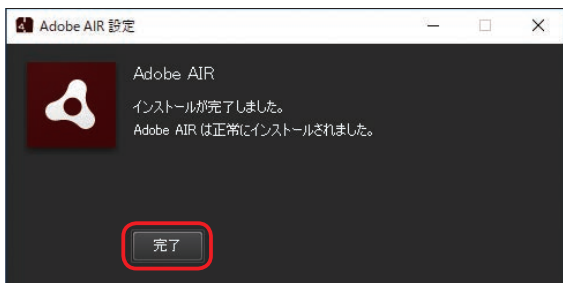 Adobe AIR 設定
Adobe AIR
インストールが完了しました。
Adobe AIR は正常にインストールされました。
完了